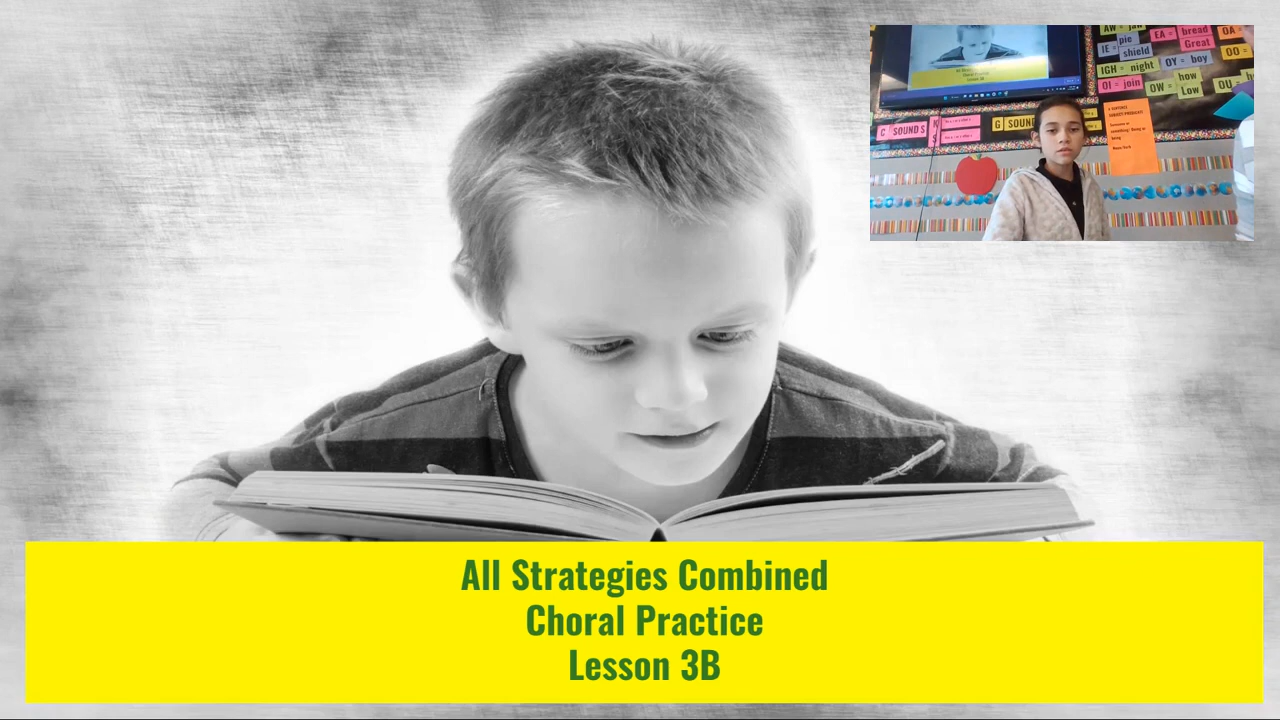 AW = jaw
IE =
pie
shield
EA =
bread
Great
OA =
OO =
IGH = night
OY = boy
OI = join
OW =
how
Low
OU =
C SOUNDS
G SOUND
All Strategies Combined
Choral Practice
Lesson 3B